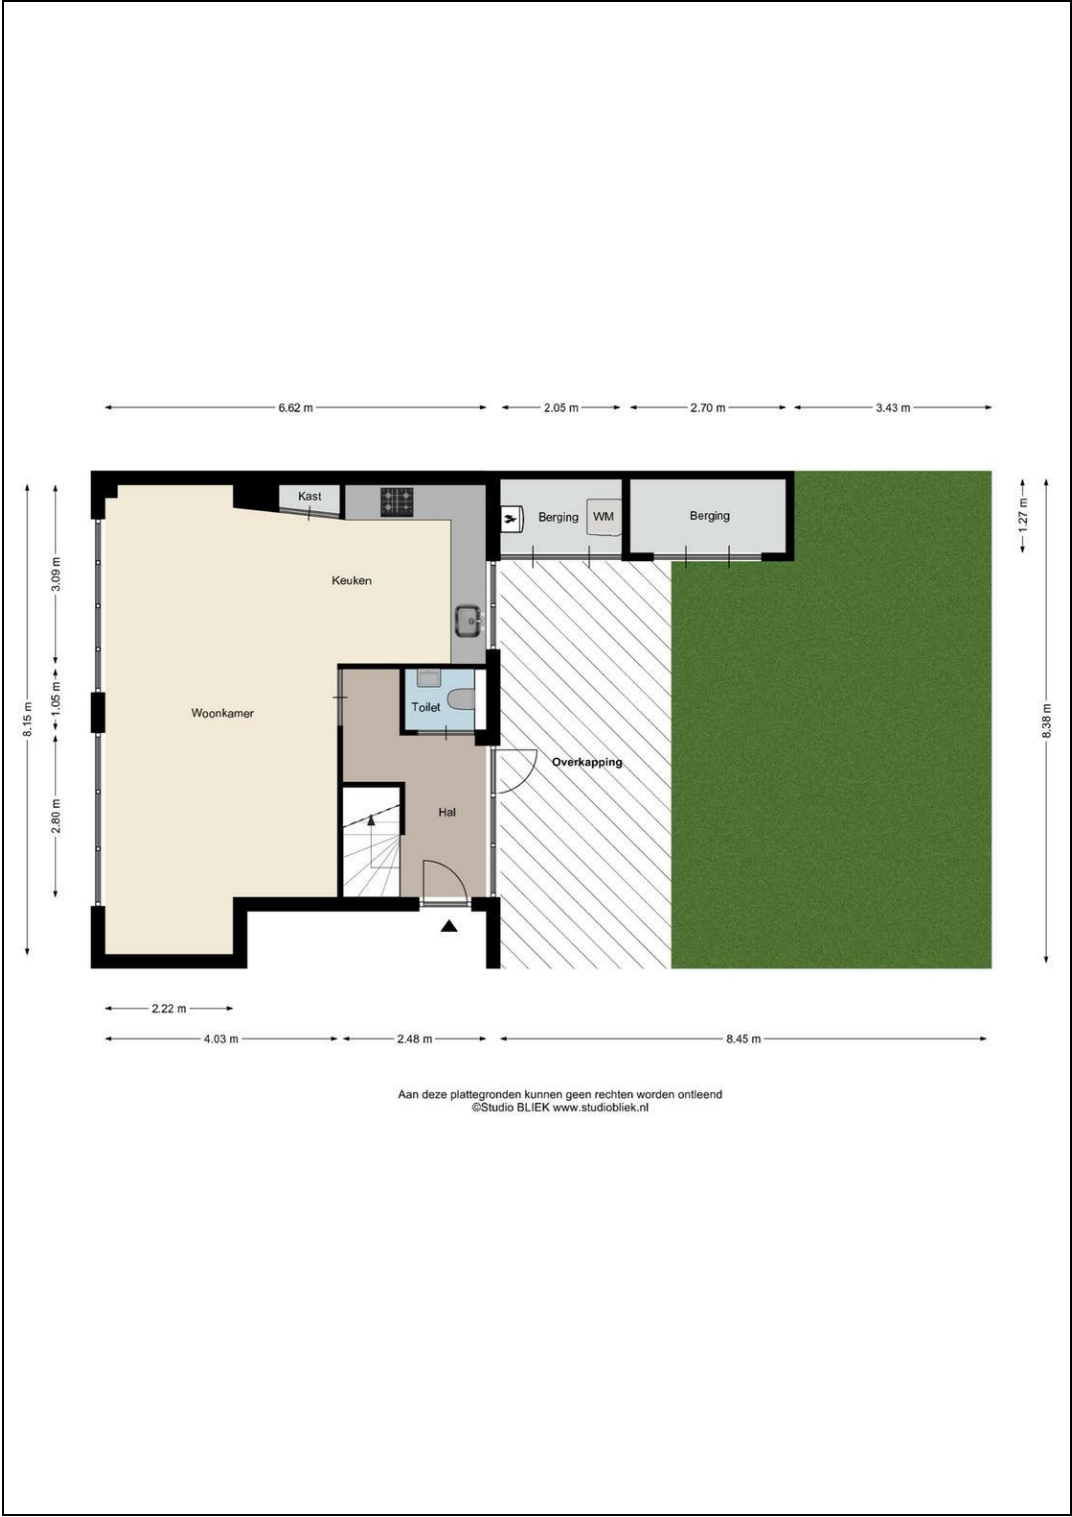 6.62 m
2.05 m
2.70 m
3.43 m
Kast
Berging
WM
Berging
1.27 m
3.09 m
Keuken
8.15 m
1.05 m
Woonkamer
Toilet
8.38 m
Overkapping
2.80 m
Hal
2.22 m
4.03 m
2.48 m
8.45 m
Aan deze plattegronden kunnen geen rechten worden ontleend
©Studio BLIEK www.studiobliek.nl